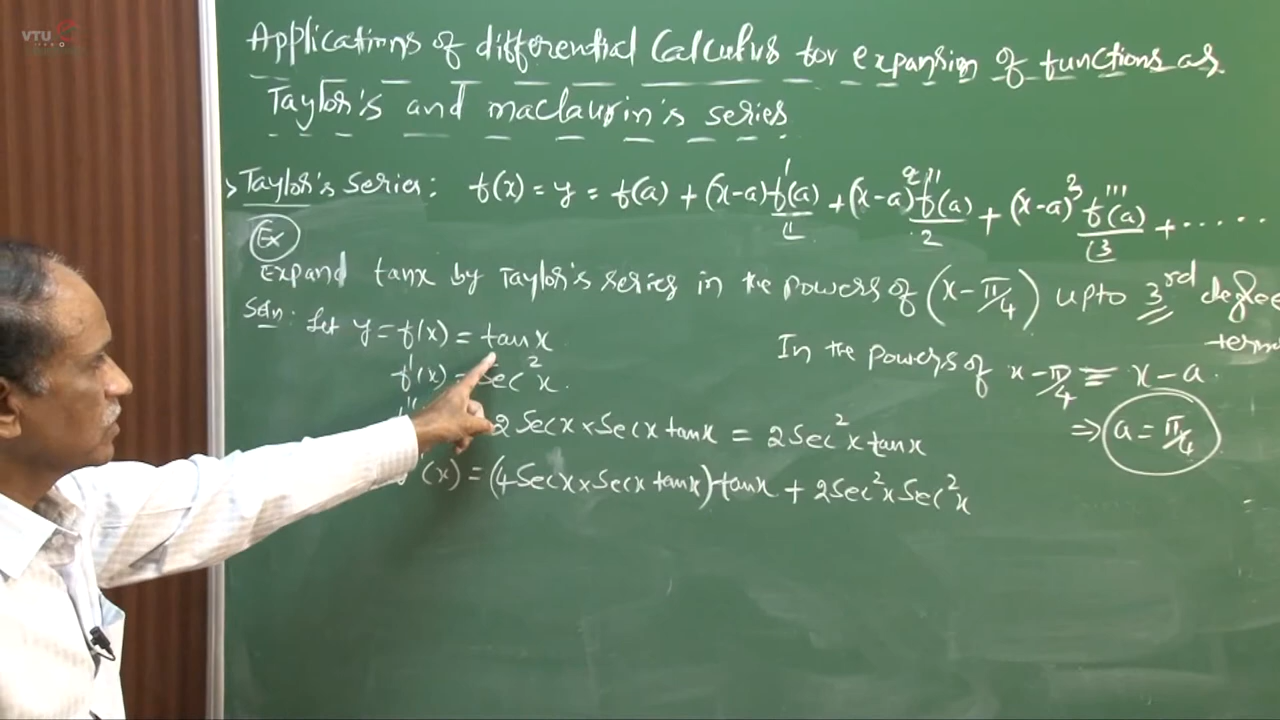 VTU
Applications of differential Calculus for expansion of functions as
Taylor's and maclaurin's series
Taylor's Series: f(x) = y = f(a) + (x-a) f'(a)/⌊1 + (x-a)² f''(a)/⌊2 + (x-a)³ f'''(a)/⌊3 + ......
Ex
Expand tanx by Taylor's series in the powers of (x - π/4) upto 3rd degree
terms
Soln: Let y = f(x) = tanx
In the powers of x - π/4 ≡ x - a.
f'(x) = Sec²x.
⇒ a = π/4
2 Secx × Secx tanx = 2 Sec²x tanx
(x) = (4 Secx × Secx tanx) tanx + 2 Sec²x Sec²x
=